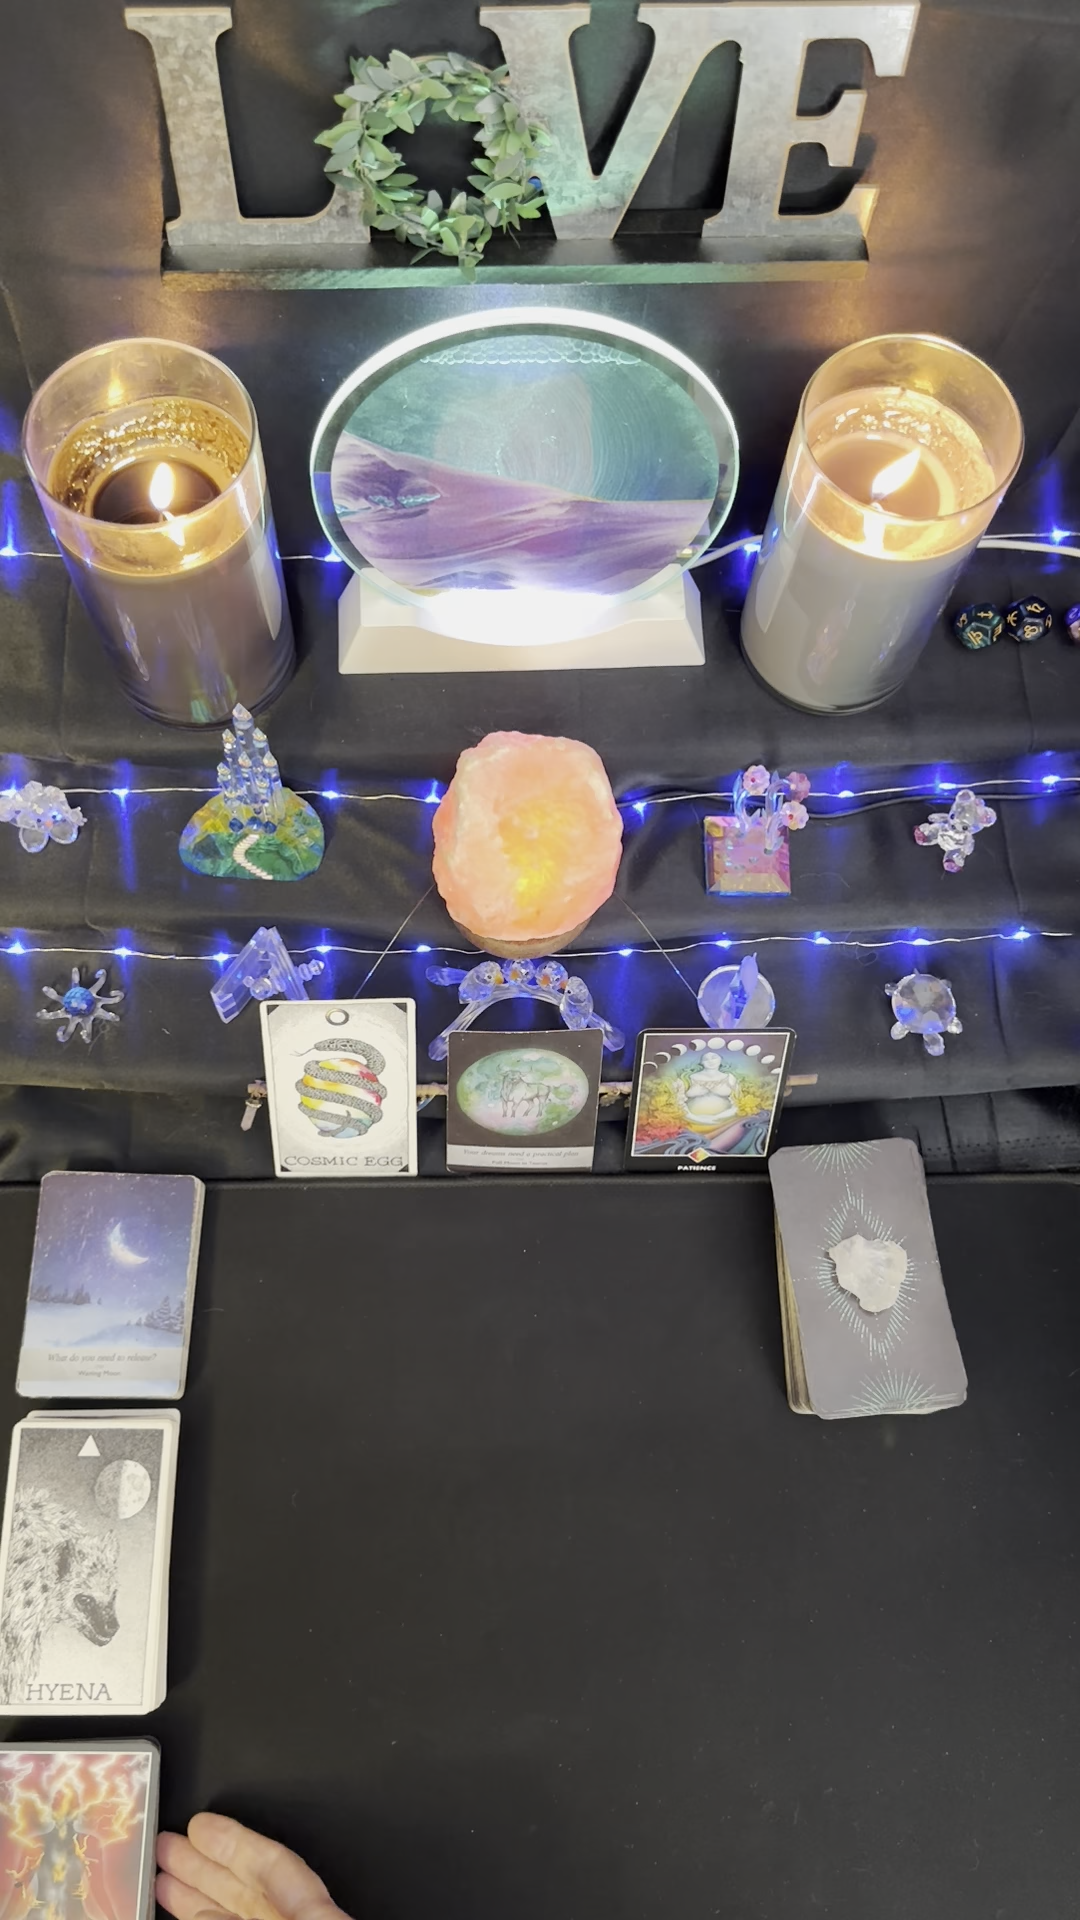 LOVE
COSMIC EGG
Your dreams need a practical plan
Full Moon in Taurus
PATIENCE
What do you need to release?
Waning Moon
HYENA